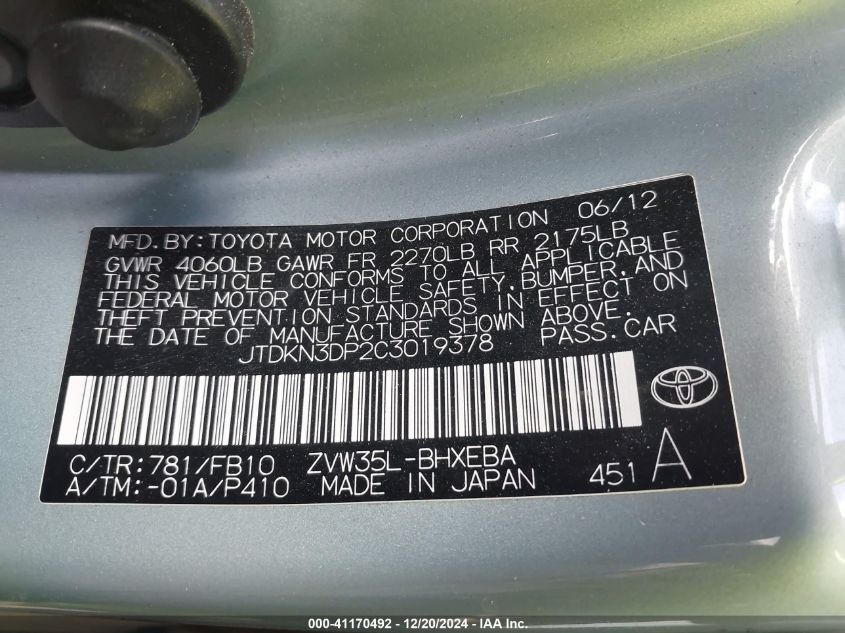 MFD. BY: TOYOTA MOTOR CORPORATION 06/12
GVWR 4060LB GAWR FR 2270LB RR 2175LB
THIS VEHICLE CONFORMS TO ALL APPLICABLE
FEDERAL MOTOR VEHICLE SAFETY, BUMPER, AND
THEFT PREVENTION STANDARDS IN EFFECT ON
THE DATE OF MANUFACTURE SHOWN ABOVE.
JTDKN3DP2C3019378 PASS. CAR
C/TR: 781/FB10 ZVW35L-BHXEBA
A/TM: -01A/P410 MADE IN JAPAN 451 A
000-41170492 - 12/20/2024 - IAA Inc.